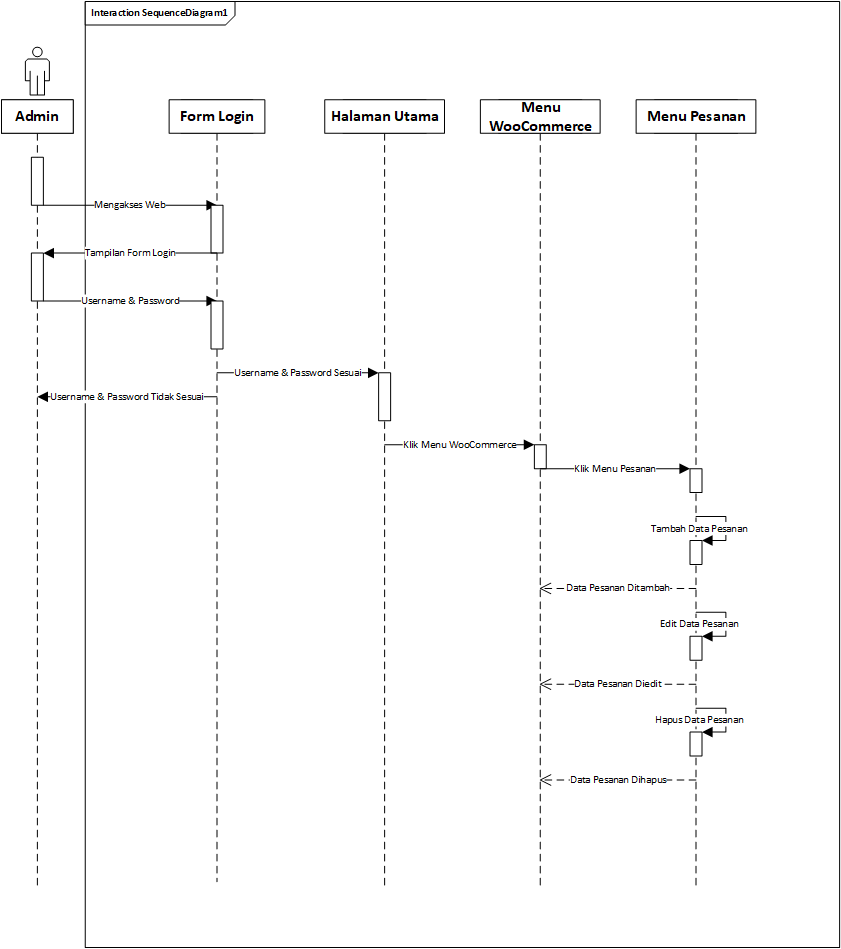 Interaction SequenceDiagram1
Admin
Form Login
Halaman Utama
Menu
WooCommerce
Menu Pesanan
Mengakses Web
Tampilan Form Login
Username & Password
Username & Password Sesuai
Username & Password Tidak Sesuai
Klik Menu WooCommerce
Klik Menu Pesanan
Tambah Data Pesanan
Data Pesanan Ditambah
Edit Data Pesanan
Data Pesanan Diedit
Hapus Data Pesanan
Data Pesanan Dihapus